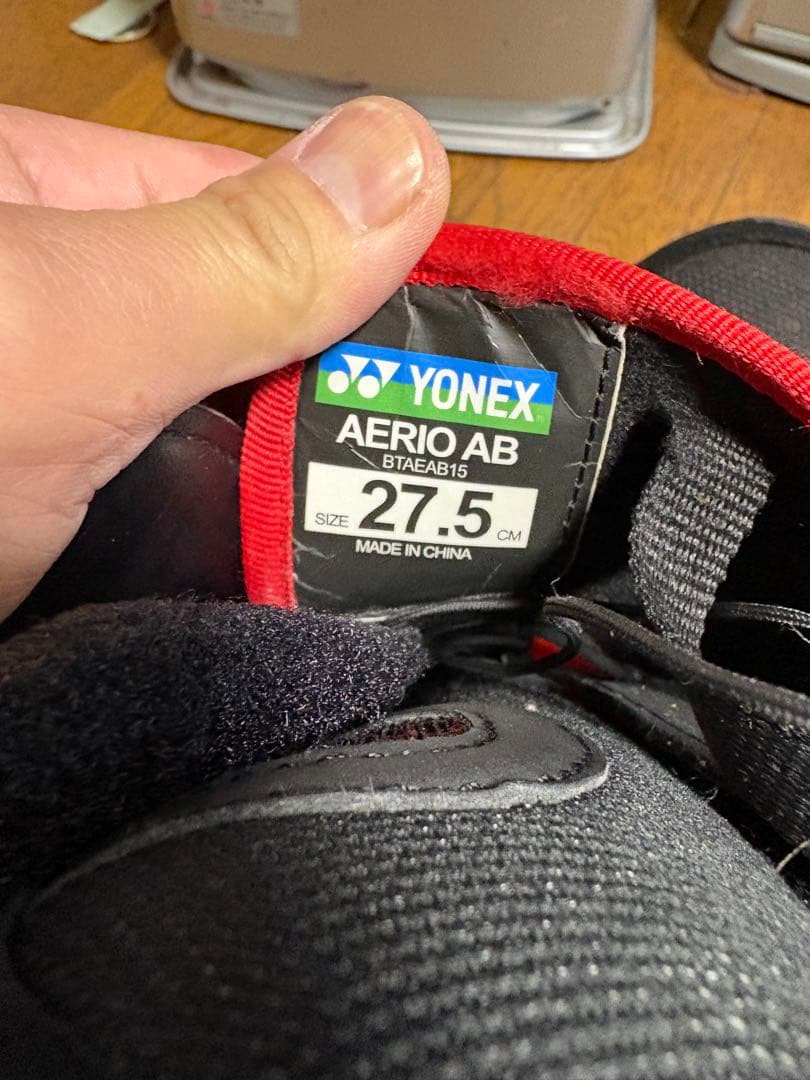 YONEX
AERIO AB
BTAEAB15
SIZE 27.5 CM
MADE IN CHINA